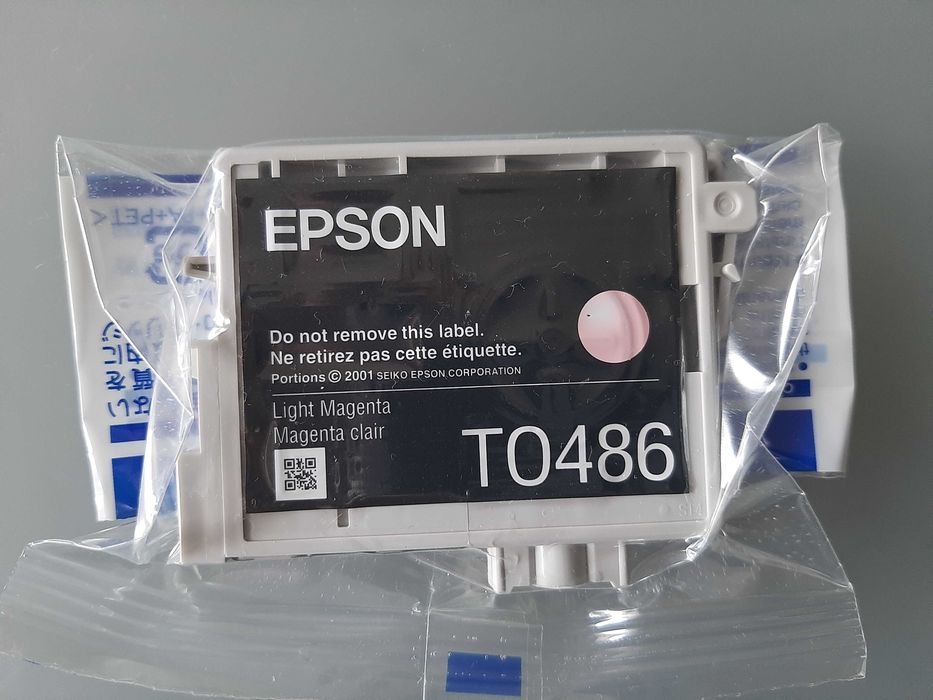 EPSON
Do not remove this label.
Ne retirez pas cette étiquette.
Portions © 2001 SEIKO EPSON CORPORATION
Light Magenta
Magenta clair
T0486